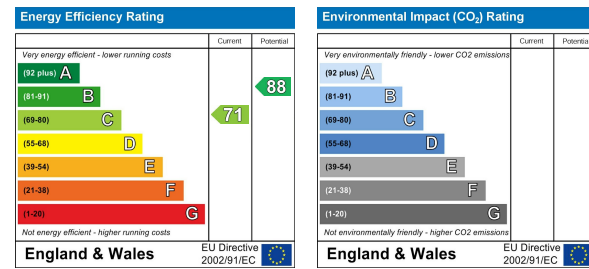 Energy Efficiency Rating
Current Potential
Very energy efficient - lower running costs
(92 plus) A
(81-91) B
(69-80) C
(55-68) D
(39-54) E
(21-38) F
(1-20) G
71
88
Not energy efficient - higher running costs
England & Wales
EU Directive
2002/91/EC
Environmental Impact (CO₂) Rating
Current Potential
Very environmentally friendly - lower CO2 emissions
(92 plus) A
(81-91) B
(69-80) C
(55-68) D
(39-54) E
(21-38) F
(1-20) G
Not environmentally friendly - higher CO2 emissions
England & Wales
EU Directive
2002/91/EC